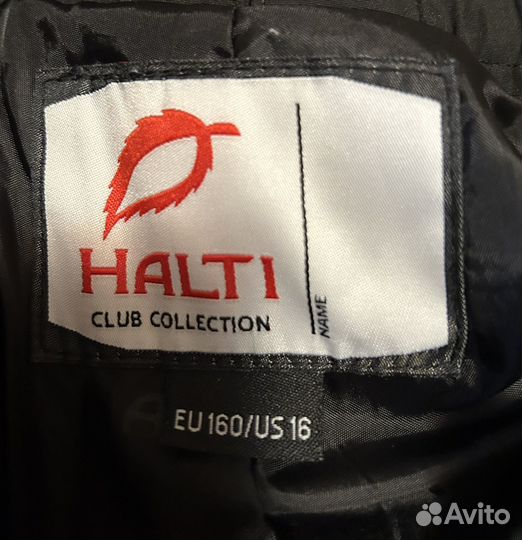 HALTI
CLUB COLLECTION
NAME
EU 160/US 16
Avito